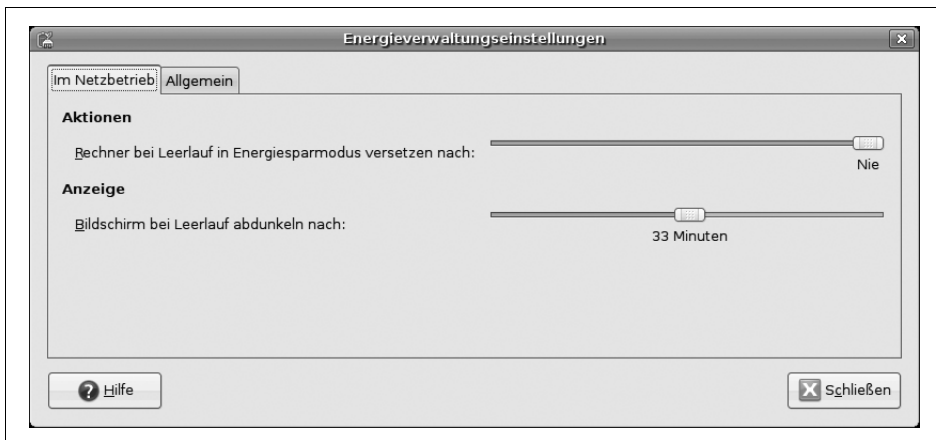 Energieverwaltungseinstellungen
Im Netzbetrieb Allgemein
Aktionen
Rechner bei Leerlauf in Energiesparmodus versetzen nach:
Nie
Anzeige
Bildschirm bei Leerlauf abdunkeln nach:
33 Minuten
Hilfe
Schließen